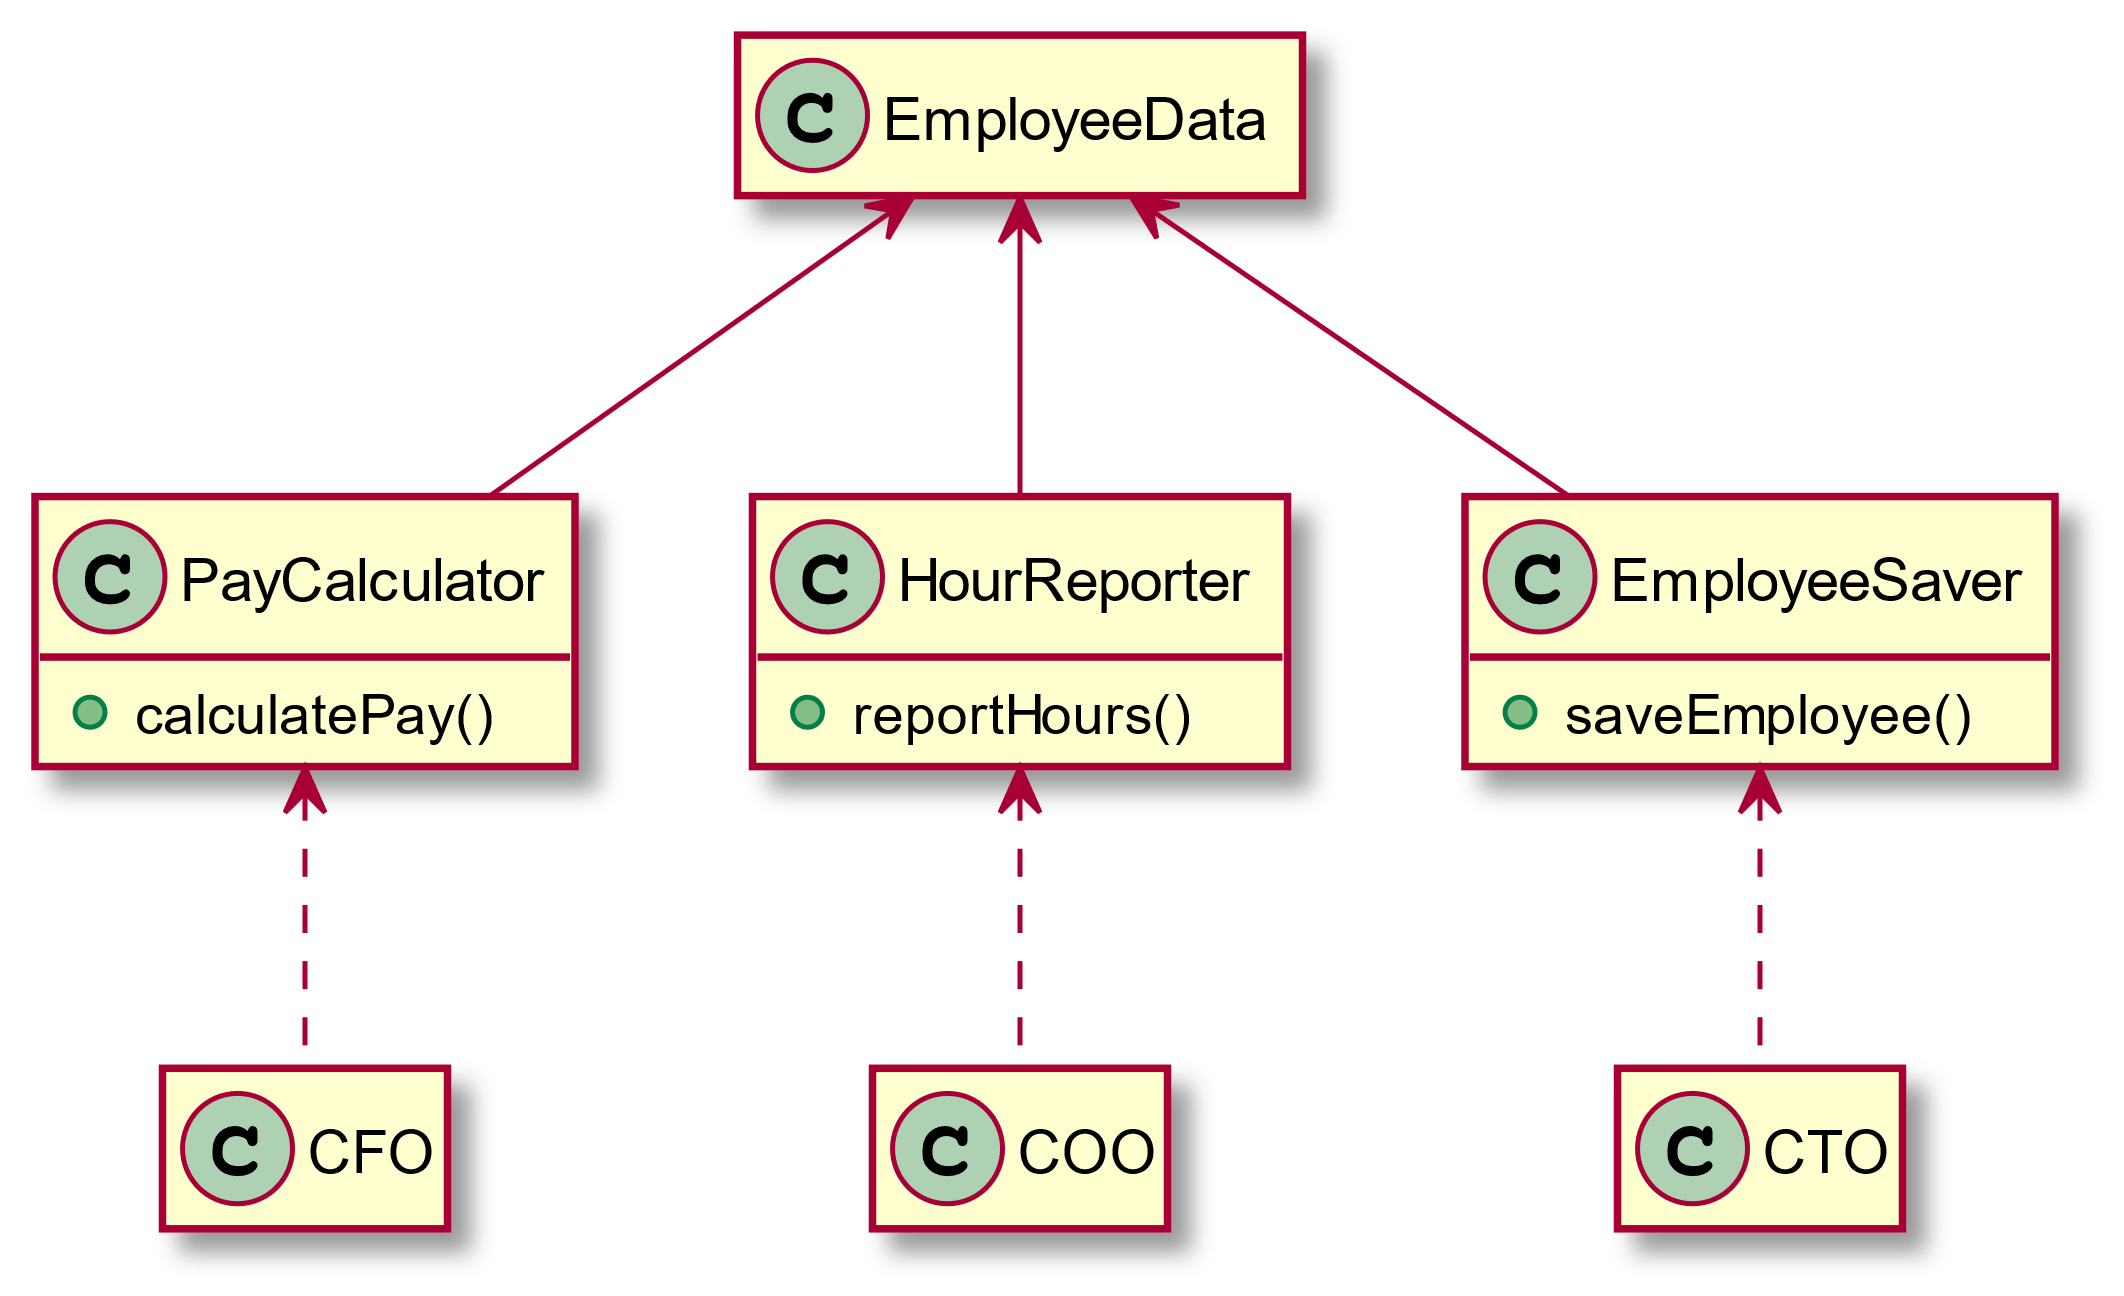 C EmployeeData
C PayCalculator
calculatePay()
C HourReporter
reportHours()
C EmployeeSaver
saveEmployee()
C CFO
C COO
C CTO